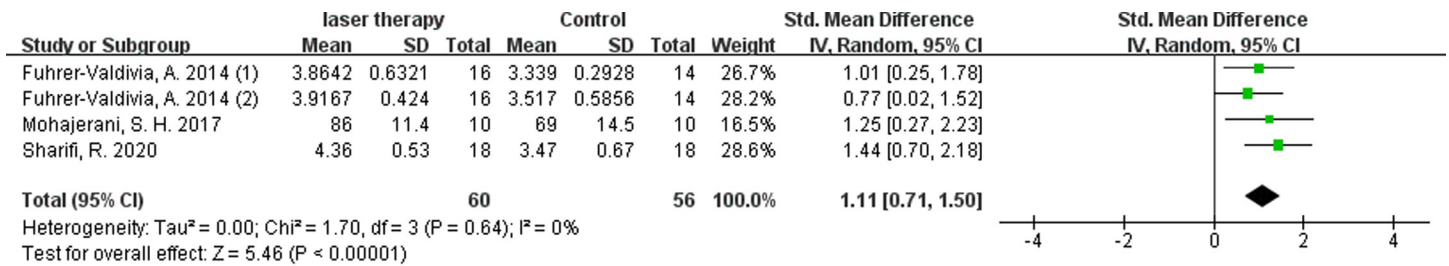 laser therapy Control Std. Mean Difference Std. Mean Difference
Study or Subgroup Mean SD Total Mean SD Total Weight IV, Random, 95% CI IV, Random, 95% CI
Fuhrer-Valdivia, A. 2014 (1) 3.8642 0.6321 16 3.339 0.2928 14 26.7% 1.01 [0.25, 1.78]
Fuhrer-Valdivia, A. 2014 (2) 3.9167 0.424 16 3.517 0.5856 14 28.2% 0.77 [0.02, 1.52]
Mohajerani, S. H. 2017 86 11.4 10 69 14.5 10 16.5% 1.25 [0.27, 2.23]
Sharifi, R. 2020 4.36 0.53 18 3.47 0.67 18 28.6% 1.44 [0.70, 2.18]
Total (95% CI) 60 56 100.0% 1.11 [0.71, 1.50]
Heterogeneity: Tau² = 0.00; Chi² = 1.70, df = 3 (P = 0.64); I² = 0%
Test for overall effect: Z = 5.46 (P < 0.00001)
-4 -2 0 2 4